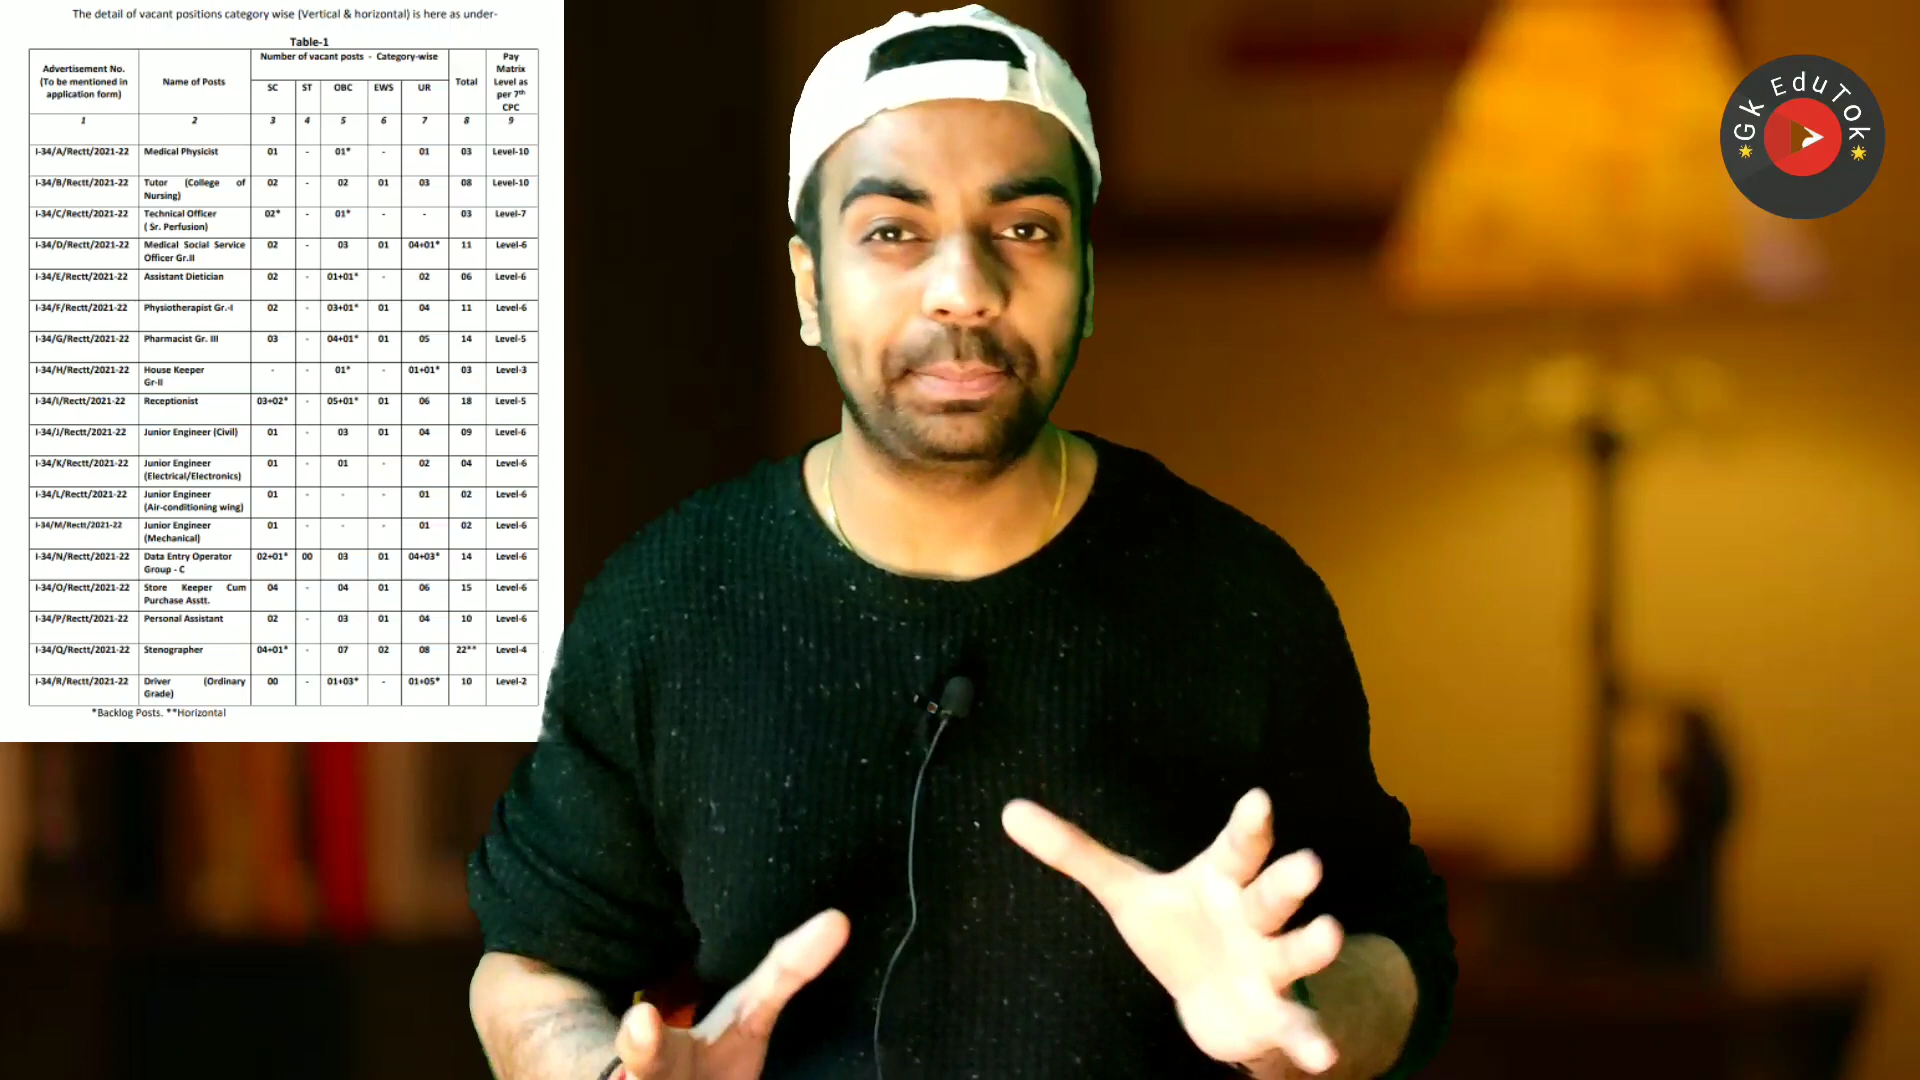 The detail of vacant positions category wise (Vertical & horizontal) is here as under-
Table-1
Advertisement No. (To be mentioned in application form) Name of Posts Number of vacant posts - Category-wise Total Pay Matrix Level as per 7th CPC
SC ST OBC EWS UR
1 2 3 4 5 6 7 8 9
I-34/A/Rectt/2021-22 Medical Physicist 01 - 01* - 01 03 Level-10
I-34/B/Rectt/2021-22 Tutor (College of Nursing) 02 - 02 01 03 08 Level-10
I-34/C/Rectt/2021-22 Technical Officer ( Sr. Perfusion) 02* - 01* - - 03 Level-7
I-34/D/Rectt/2021-22 Medical Social Service Officer Gr.II 02 - 03 01 04+01* 11 Level-6
I-34/E/Rectt/2021-22 Assistant Dietician 02 - 01+01* - 02 06 Level-6
I-34/F/Rectt/2021-22 Physiotherapist Gr.-I 02 - 03+01* 01 04 11 Level-6
I-34/G/Rectt/2021-22 Pharmacist Gr. III 03 - 04+01* 01 05 14 Level-5
I-34/H/Rectt/2021-22 House Keeper Gr-II - - 01* - 01+01* 03 Level-3
I-34/I/Rectt/2021-22 Receptionist 03+02* - 05+01* 01 06 18 Level-5
I-34/J/Rectt/2021-22 Junior Engineer (Civil) 01 - 03 01 04 09 Level-6
I-34/K/Rectt/2021-22 Junior Engineer (Electrical/Electronics) 01 - 01 - 02 04 Level-6
I-34/L/Rectt/2021-22 Junior Engineer (Air-conditioning wing) 01 - - - 01 02 Level-6
I-34/M/Rectt/2021-22 Junior Engineer (Mechanical) 01 - - - 01 02 Level-6
I-34/N/Rectt/2021-22 Data Entry Operator Group - C 02+01* 00 03 01 04+03* 14 Level-6
I-34/O/Rectt/2021-22 Store Keeper Cum Purchase Asstt. 04 - 04 01 06 15 Level-6
I-34/P/Rectt/2021-22 Personal Assistant 02 - 03 01 04 10 Level-6
I-34/Q/Rectt/2021-22 Stenographer 04+01* - 07 02 08 22** Level-4
I-34/R/Rectt/2021-22 Driver (Ordinary Grade) 00 - 01+03* - 01+05* 10 Level-2
*Backlog Posts. **Horizontal
GK EduTok